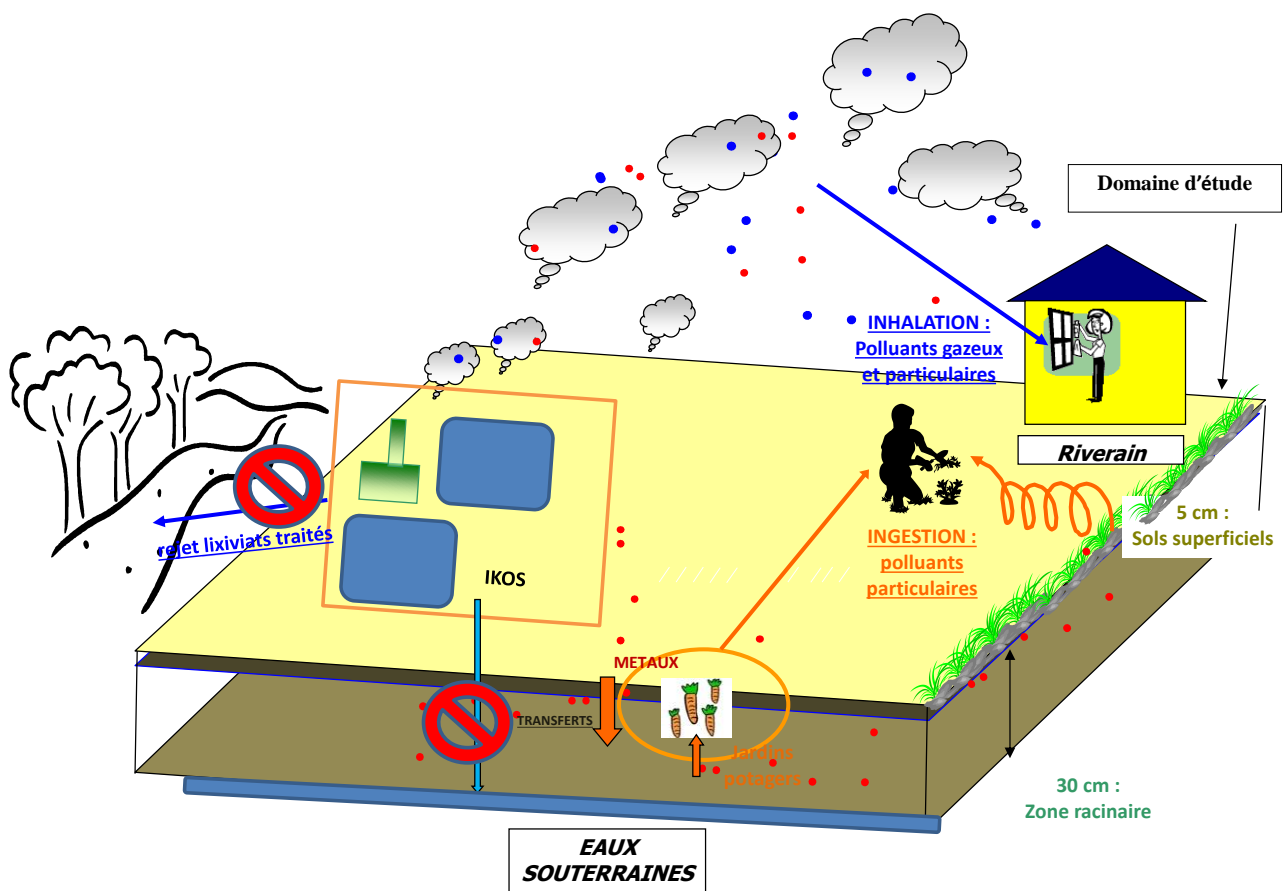 Domaine d'étude
INHALATION :
Polluants gazeux
et particulaires
Riverain
5 cm :
Sols superficiels
rejet lixiviats traités
INGESTION :
polluants
particulaires
IKOS
METAUX
TRANSFERTS
Jardins
potagers
30 cm :
Zone racinaire
EAUX
SOUTERRAINES